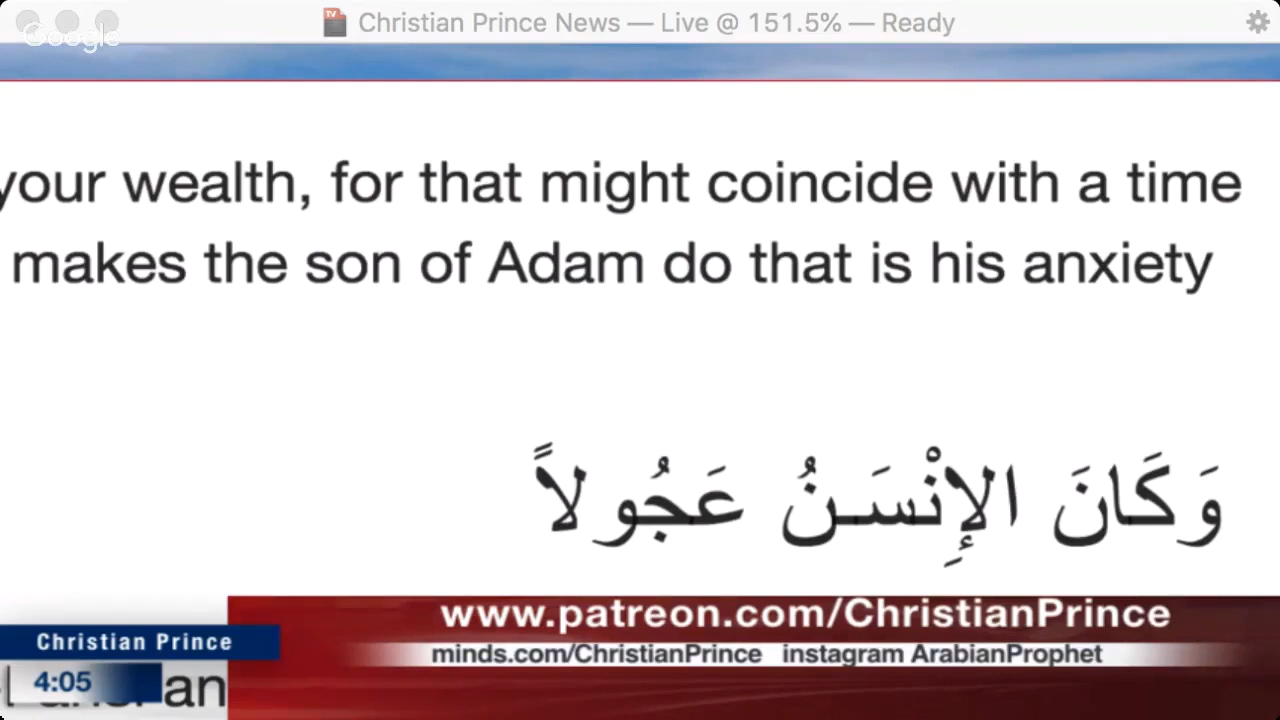 Christian Prince News — Live @ 151.5% — Ready
Google
your wealth, for that might coincide with a time
makes the son of Adam do that is his anxiety
وَكَانَ الإِنْسَـنُ عَجُولاً
www.patreon.com/ChristianPrince
Christian Prince
minds.com/ChristianPrince instagram ArabianProphet
4:05
an